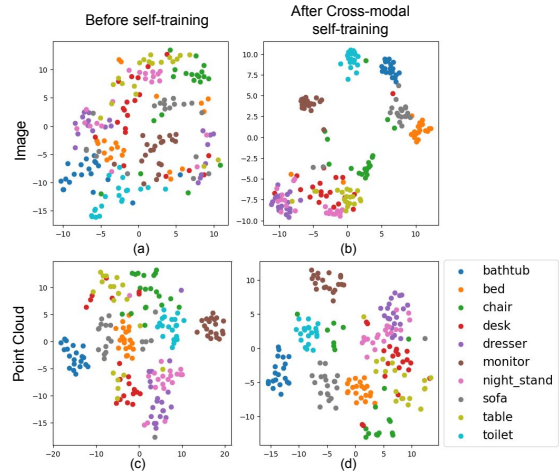 Before self-training
After Cross-modal
self-training
Image
10
5
0
−5
−10
−15
−10
−5
0
5
10
(a)
10.0
7.5
5.0
2.5
0.0
−2.5
−5.0
−7.5
−10.0
−10
−5
0
5
10
(b)
Point Cloud
10
5
0
−5
−10
−15
−20
−10
0
10
20
(c)
10
5
0
−5
−10
−15
−10
−5
0
5
10
(d)
bathtub
bed
chair
desk
dresser
monitor
night_stand
sofa
table
toilet